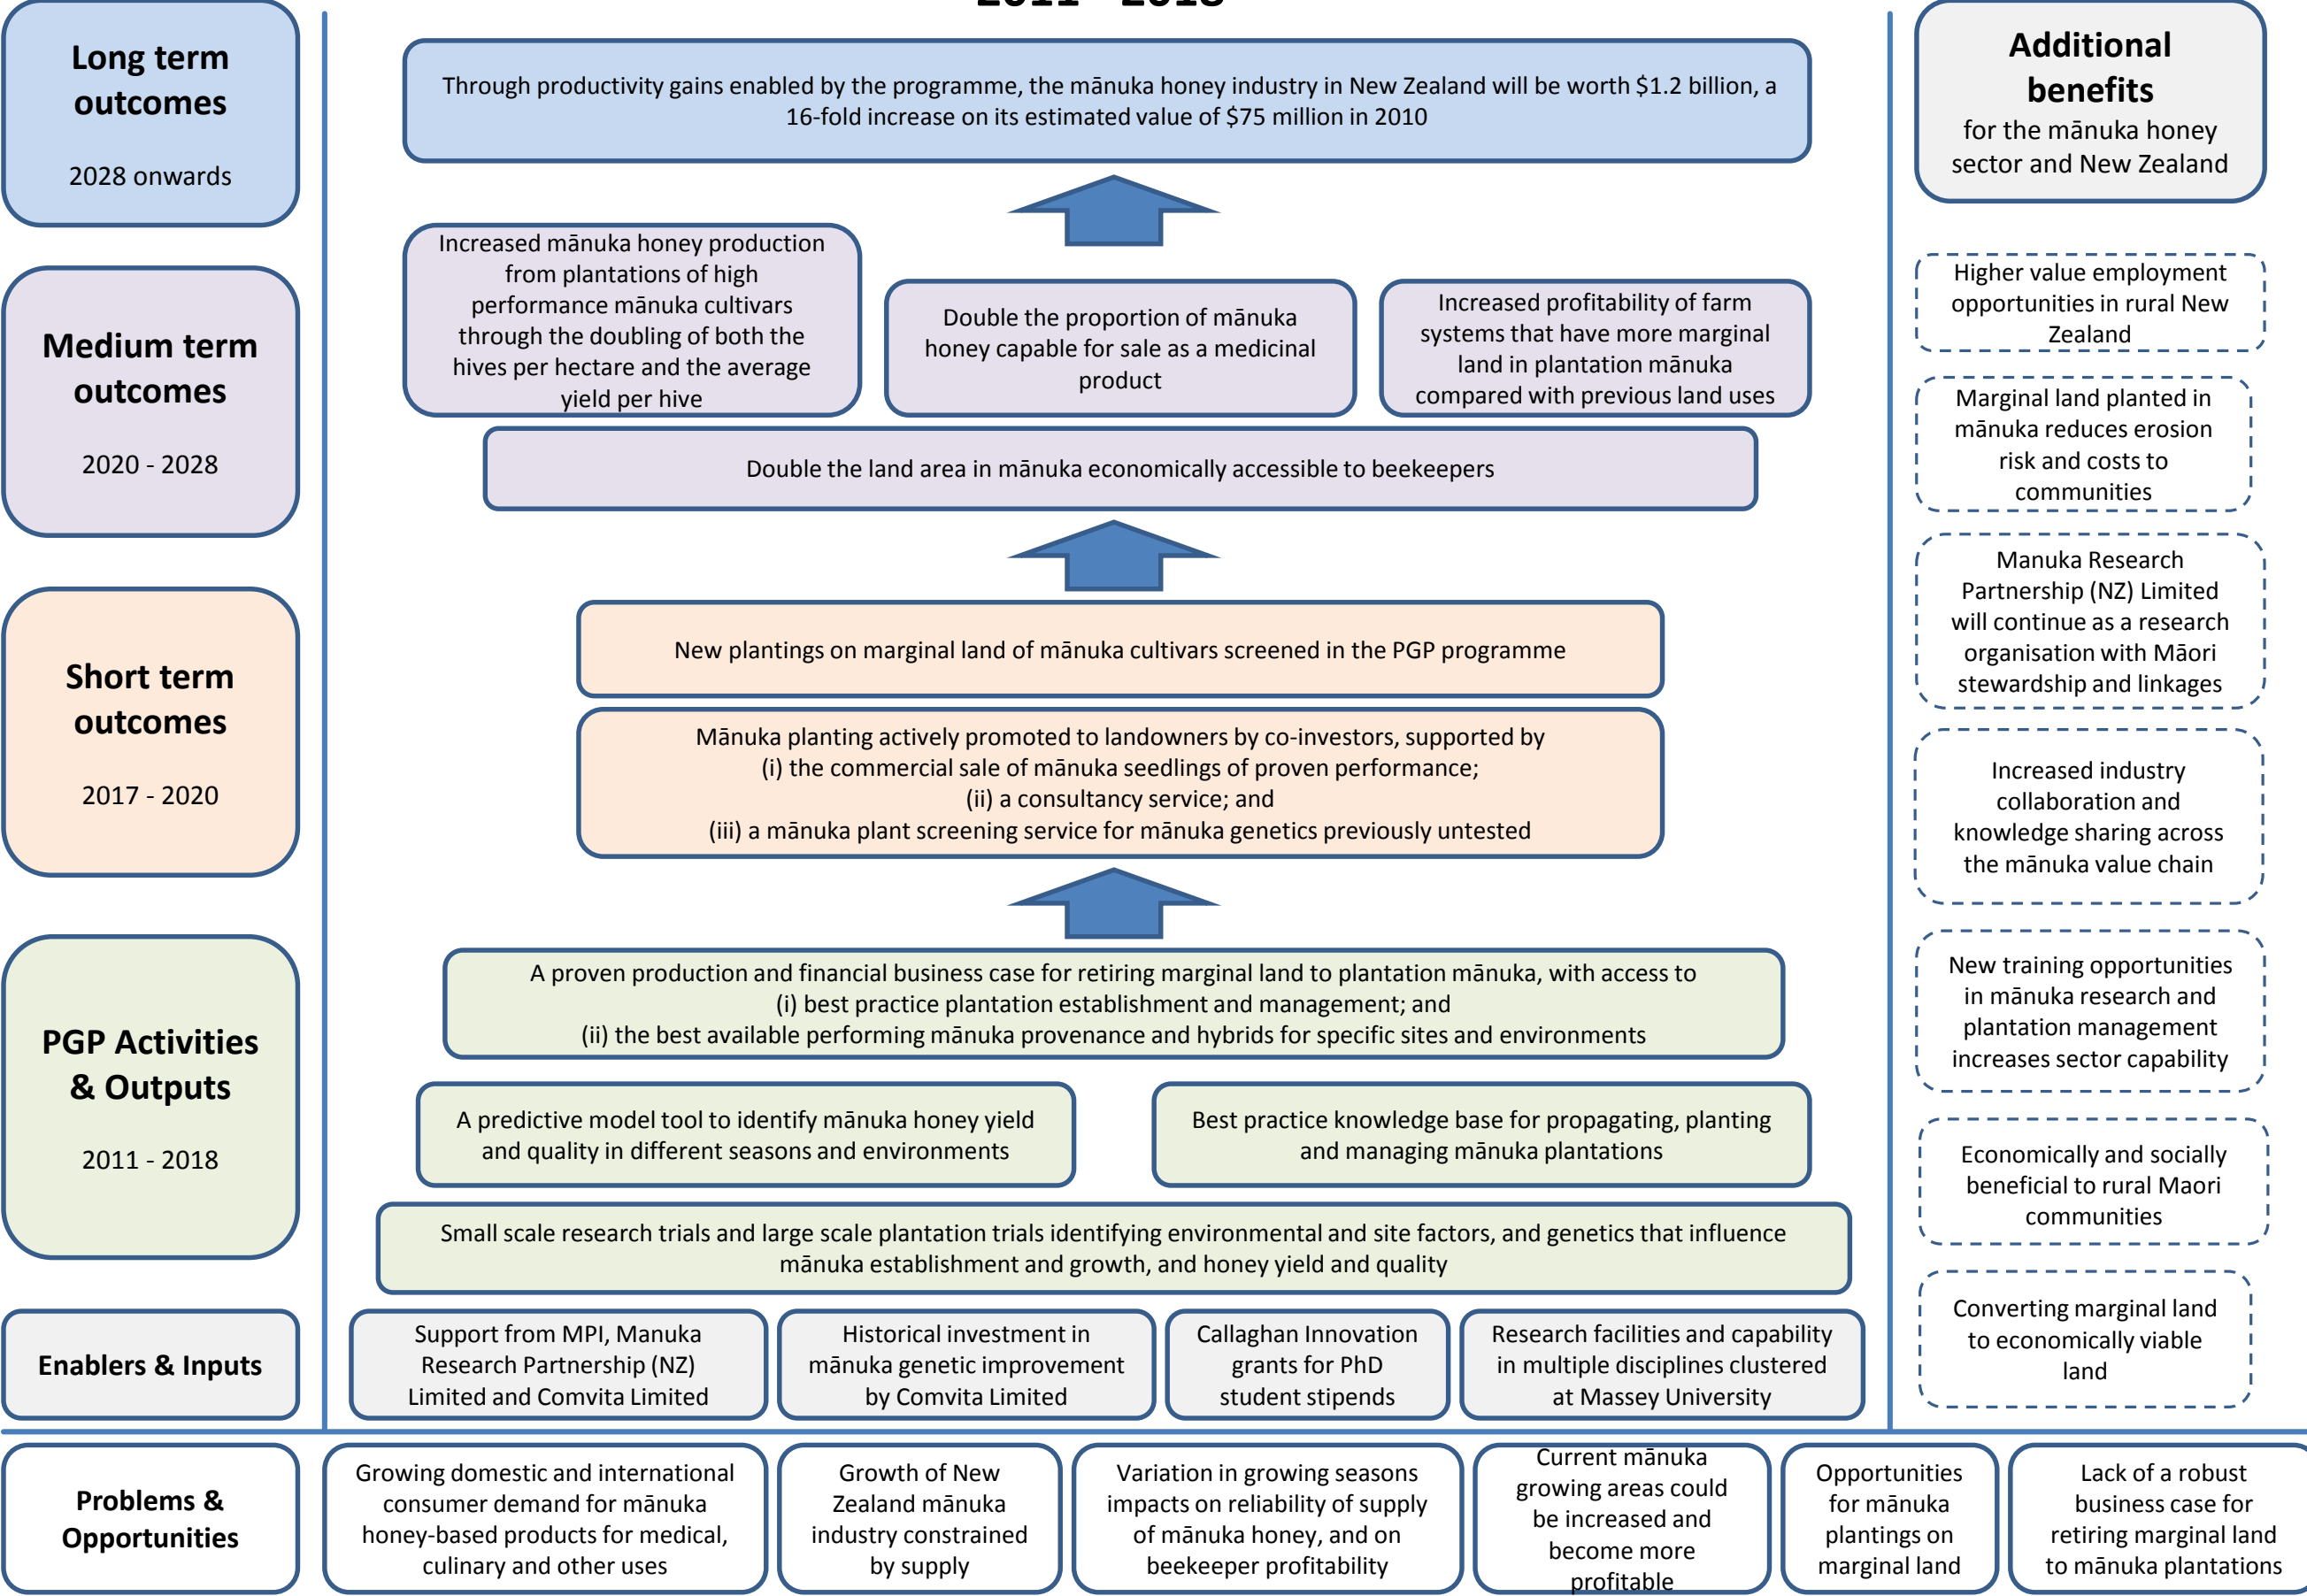 2011 - 2018
Long term
outcomes
2028 onwards
Through productivity gains enabled by the programme, the mānuka honey industry in New Zealand will be worth $1.2 billion, a
16-fold increase on its estimated value of $75 million in 2010
Additional
benefits
for the mānuka honey
sector and New Zealand
Medium term
outcomes
2020 - 2028
Increased mānuka honey production
from plantations of high
performance mānuka cultivars
through the doubling of both the
hives per hectare and the average
yield per hive
Double the proportion of mānuka
honey capable for sale as a medicinal
product
Increased profitability of farm
systems that have more marginal
land in plantation mānuka
compared with previous land uses
Double the land area in mānuka economically accessible to beekeepers
Higher value employment
opportunities in rural New
Zealand
Marginal land planted in
mānuka reduces erosion
risk and costs to
communities
Short term
outcomes
2017 - 2020
New plantings on marginal land of mānuka cultivars screened in the PGP programme
Mānuka planting actively promoted to landowners by co-investors, supported by
(i) the commercial sale of mānuka seedlings of proven performance;
(ii) a consultancy service; and
(iii) a mānuka plant screening service for mānuka genetics previously untested
Manuka Research
Partnership (NZ) Limited
will continue as a research
organisation with Māori
stewardship and linkages
Increased industry
collaboration and
knowledge sharing across
the mānuka value chain
PGP Activities
& Outputs
2011 - 2018
A proven production and financial business case for retiring marginal land to plantation mānuka, with access to
(i) best practice plantation establishment and management; and
(ii) the best available performing mānuka provenance and hybrids for specific sites and environments
A predictive model tool to identify mānuka honey yield
and quality in different seasons and environments
Best practice knowledge base for propagating, planting
and managing mānuka plantations
Small scale research trials and large scale plantation trials identifying environmental and site factors, and genetics that influence
mānuka establishment and growth, and honey yield and quality
New training opportunities
in mānuka research and
plantation management
increases sector capability
Economically and socially
beneficial to rural Maori
communities
Converting marginal land
to economically viable
land
Enablers & Inputs
Support from MPI, Manuka
Research Partnership (NZ)
Limited and Comvita Limited
Historical investment in
mānuka genetic improvement
by Comvita Limited
Callaghan Innovation
grants for PhD
student stipends
Research facilities and capability
in multiple disciplines clustered
at Massey University
Problems &
Opportunities
Growing domestic and international
consumer demand for mānuka
honey-based products for medical,
culinary and other uses
Growth of New
Zealand mānuka
industry constrained
by supply
Variation in growing seasons
impacts on reliability of supply
of mānuka honey, and on
beekeeper profitability
Current mānuka
growing areas could
be increased and
become more
profitable
Opportunities
for mānuka
plantings on
marginal land
Lack of a robust
business case for
retiring marginal land
to mānuka plantations